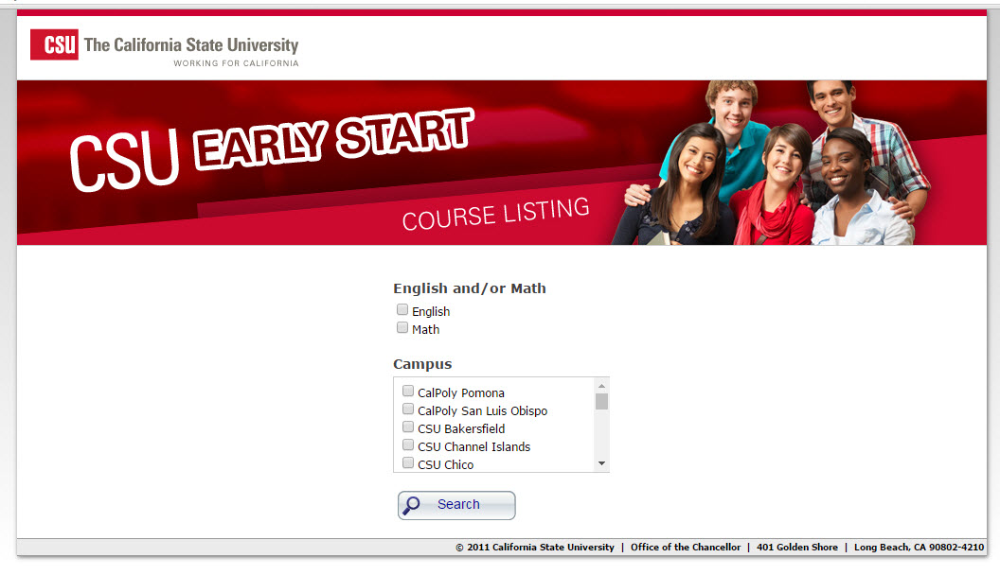 CSU The California State University
WORKING FOR CALIFORNIA
CSU EARLY START
COURSE LISTING
English and/or Math
English
Math
Campus
CalPoly Pomona
CalPoly San Luis Obispo
CSU Bakersfield
CSU Channel Islands
CSU Chico
Search
© 2011 California State University | Office of the Chancellor | 401 Golden Shore | Long Beach, CA 90802-4210